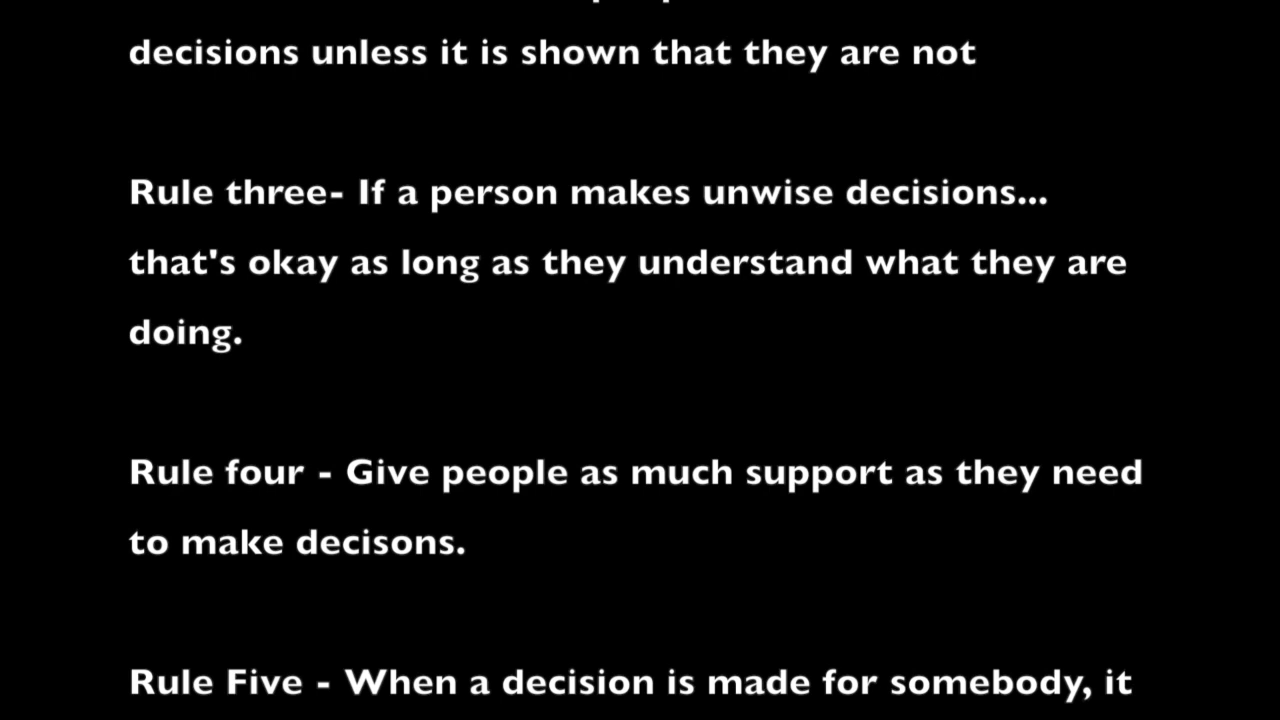 decisions unless it is shown that they are not
Rule three- If a person makes unwise decisions...
that's okay as long as they understand what they are
doing.
Rule four - Give people as much support as they need
to make decisons.
Rule Five - When a decision is made for somebody, it